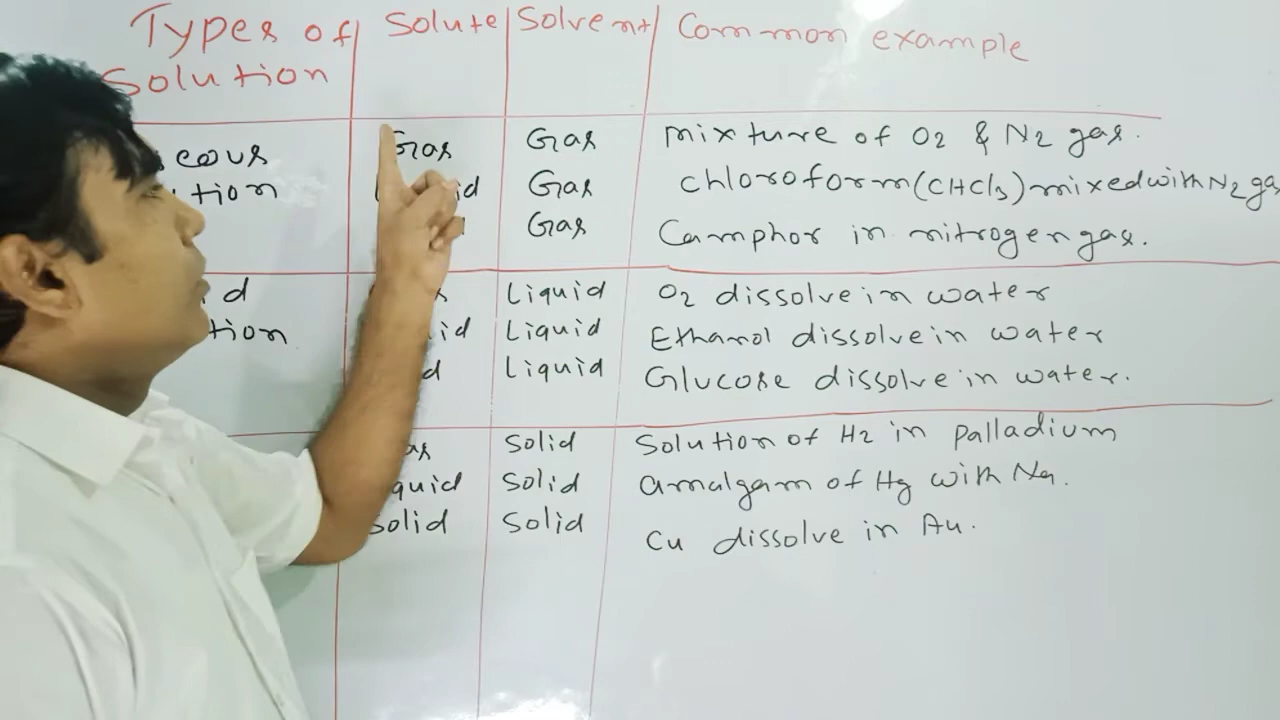 Types of Solute Solvent Common example
Solution
Gas Gas mixture of O2 & N2 gas.
Gas chloroform (CHCl3) mixed with N2 ga
Gas Camphor in nitrogen gas.
Liquid O2 dissolve in water
Liquid Ethanol dissolve in water
Liquid Glucose dissolve in water.
Solid Solution of H2 in palladium
Solid amalgam of Hg with Na.
Solid Solid Cu dissolve in Au.